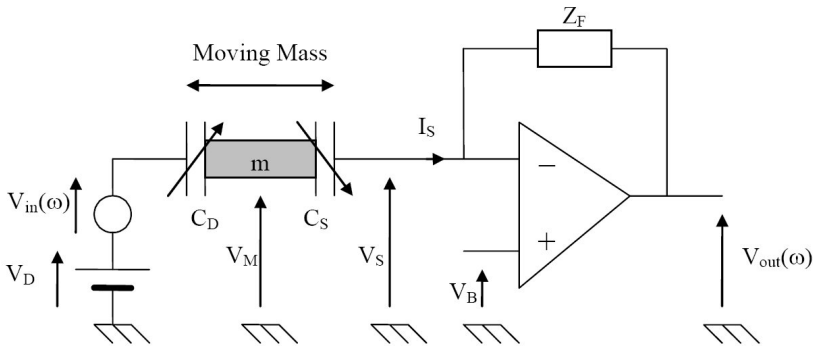 Z_F
Moving Mass
I_S
m
−
V_in(ω)
C_D
C_S
+
V_D
V_M
V_S
V_B
V_out(ω)